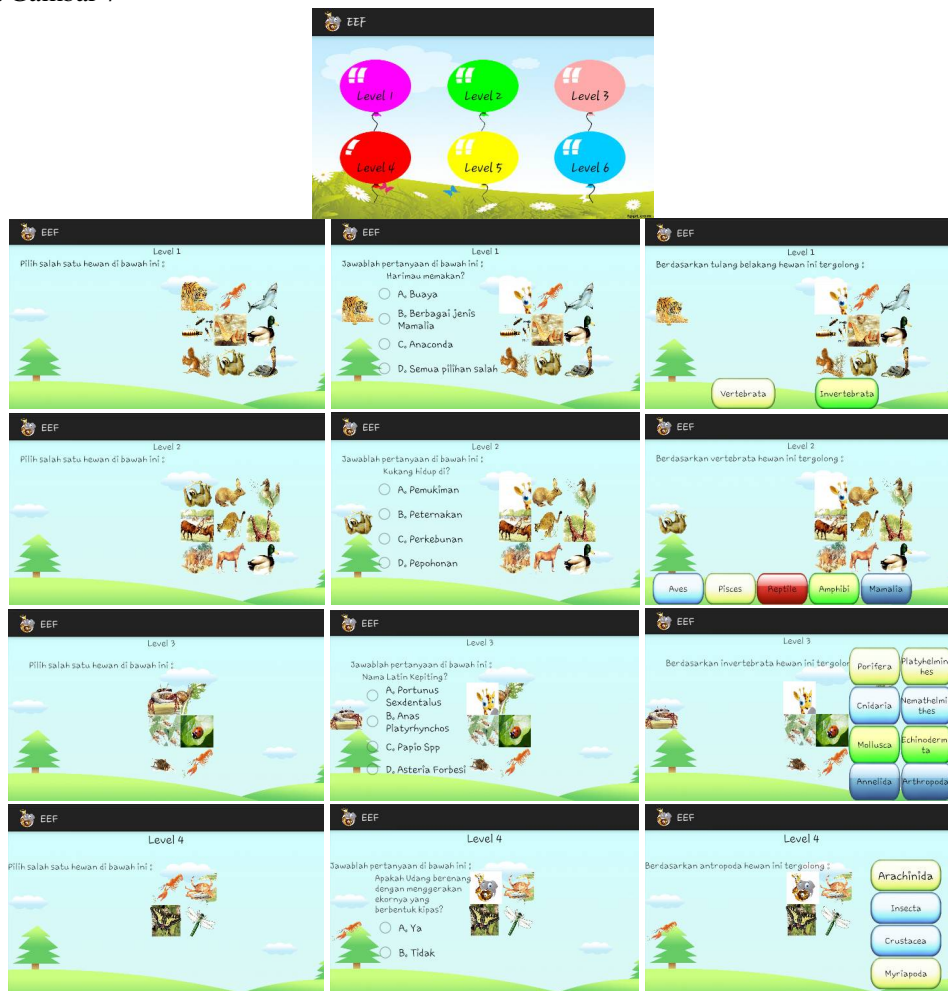 EEF
Level 1
Level 2
Level 3
Level 4
Level 5
Level 6
EEF
Level 1
Pilih salah satu hewan di bawah ini :
EEF
Level 1
Jawablah pertanyaan di bawah ini :
Harimau memakan?
A. Buaya
B. Berbagai jenis
Mamalia
C. Anaconda
D. Semua pilihan salah
EEF
Level 1
Berdasarkan tulang belakang hewan ini tergolong :
Vertebrata
Invertebrata
EEF
Level 2
Pilih salah satu hewan di bawah ini :
EEF
Level 2
Jawablah pertanyaan di bawah ini :
Kukang hidup di?
A. Pemukiman
B. Peternakan
C. Perkebunan
D. Pepohonan
EEF
Level 2
Berdasarkan vertebrata hewan ini tergolong :
Aves
Pisces
Reptile
Amphibi
Mamalia
EEF
Level 3
Pilih salah satu hewan di bawah ini :
EEF
Level 3
Jawablah pertanyaan di bawah ini :
Nama Latin Kepiting?
A. Portunus
Sexdentalus
B. Anas
Platyrhynchos
C. Papio Spp
D. Asteria Forbesi
EEF
Level 3
Berdasarkan invertebrata hewan ini tergolon
Porifera
Platyhelmin
hes
Cnidaria
Nemathelmi
thes
Mollusca
Echinoderm
ta
Annelida
Arthropoda
EEF
Level 4
Pilih salah satu hewan di bawah ini :
EEF
Level 4
Jawablah pertanyaan di bawah ini :
Apakah Udang berenang
dengan menggerakan
ekornya yang
berbentuk kipas?
A. Ya
B. Tidak
EEF
Level 4
Berdasarkan antropoda hewan ini tergolong :
Arachinida
Insecta
Crustacea
Myriapoda